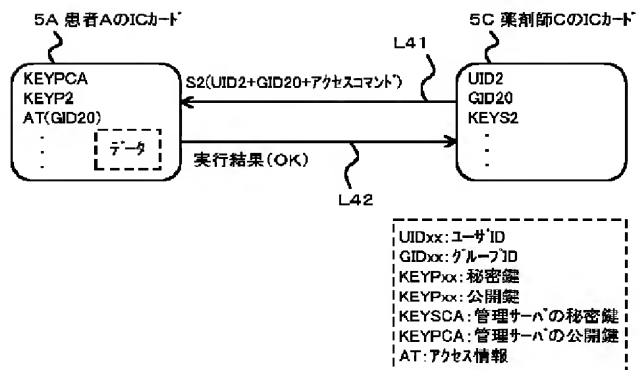 5A 患者AのICカード
5C 薬剤師CのICカード
L41
KEYPCA
KEYP2
AT(GID20)
:
データ
S2(UID2+GID20+アクセスコマンド)
UID2
GID20
KEYS2
:
実行結果(OK)
L42
UIDxx:ユーザID
GIDxx:グループID
KEYPxx:秘密鍵
KEYPxx:公開鍵
KEYSCA:管理サーバの秘密鍵
KEYPCA:管理サーバの公開鍵
AT:アクセス情報